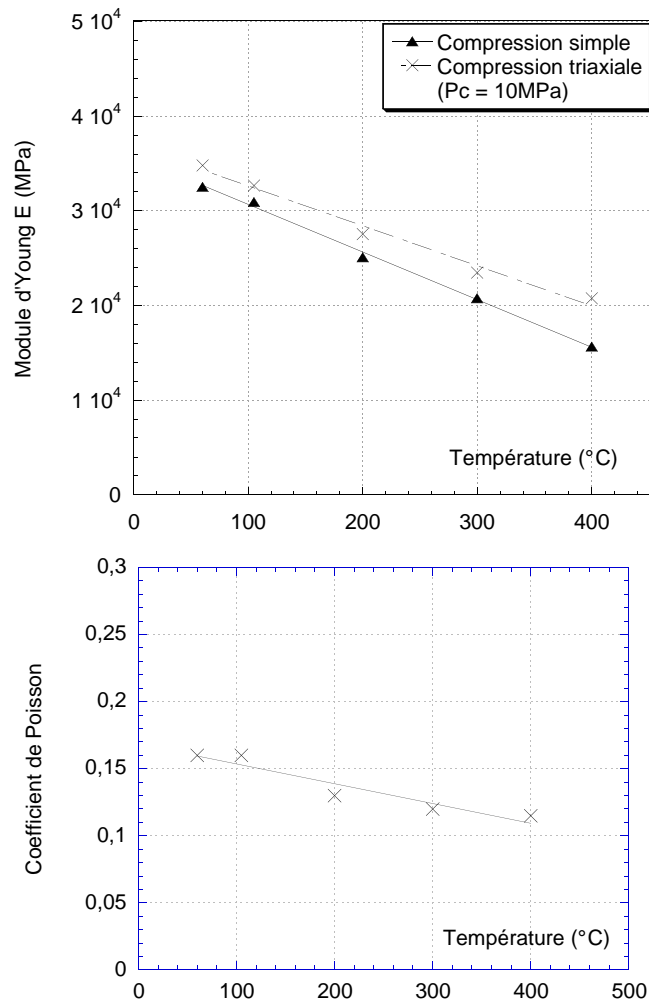 5 10⁴
Compression simple
Compression triaxiale
(Pc = 10MPa)
4 10⁴
3 10⁴
2 10⁴
1 10⁴
0
Module d'Young E (MPa)
Température (°C)
0 100 200 300 400
0,3
0,25
0,2
0,15
0,1
0,05
0
Coefficient de Poisson
Température (°C)
0 100 200 300 400 500